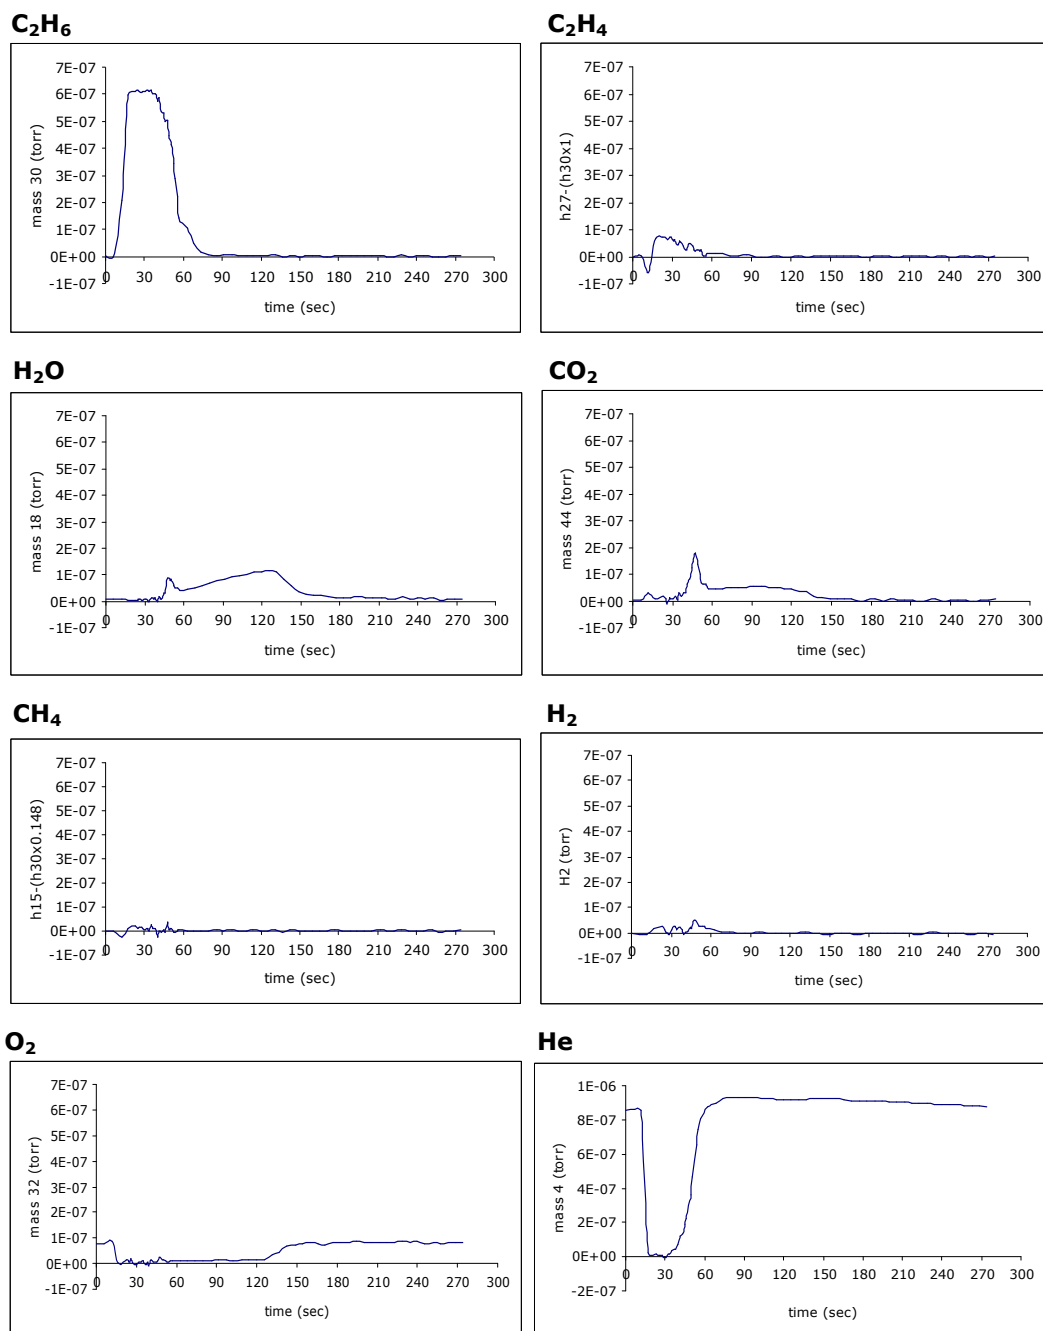 C₂H₆
7E-07
6E-07
5E-07
4E-07
3E-07
2E-07
1E-07
0E+00
-1E-07
0 30 60 90 120 150 180 210 240 270 300
mass 30 (torr)
time (sec)
C₂H₄
7E-07
6E-07
5E-07
4E-07
3E-07
2E-07
1E-07
0E+00
-1E-07
0 30 60 90 120 150 180 210 240 270 300
h27-(h30x1)
time (sec)
H₂O
7E-07
6E-07
5E-07
4E-07
3E-07
2E-07
1E-07
0E+00
-1E-07
0 30 60 90 120 150 180 210 240 270 300
mass 18 (torr)
time (sec)
CO₂
7E-07
6E-07
5E-07
4E-07
3E-07
2E-07
1E-07
0E+00
-1E-07
0 30 60 90 120 150 180 210 240 270 300
mass 44 (torr)
time (sec)
CH₄
7E-07
6E-07
5E-07
4E-07
3E-07
2E-07
1E-07
0E+00
-1E-07
0 30 60 90 120 150 180 210 240 270 300
h15-(h30x0.148)
time (sec)
H₂
7E-07
6E-07
5E-07
4E-07
3E-07
2E-07
1E-07
0E+00
-1E-07
0 30 60 90 120 150 180 210 240 270 300
H2 (torr)
time (sec)
O₂
7E-07
6E-07
5E-07
4E-07
3E-07
2E-07
1E-07
0E+00
-1E-07
0 30 60 90 120 150 180 210 240 270 300
mass 32 (torr)
time (sec)
He
1E-06
8E-07
6E-07
4E-07
2E-07
0E+00
-2E-07
0 30 60 90 120 150 180 210 240 270 300
mass 4 (torr)
time (sec)